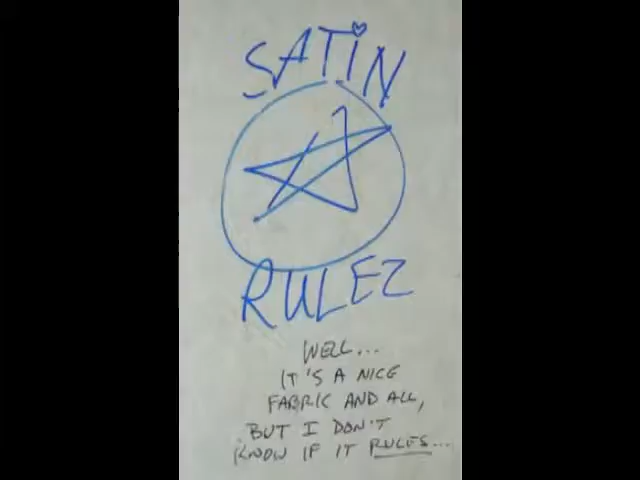 SATiN
RULEZ
WELL...
IT'S A NICE
FABRIC AND ALL,
BUT I DON'T
KNOW IF IT RULES...